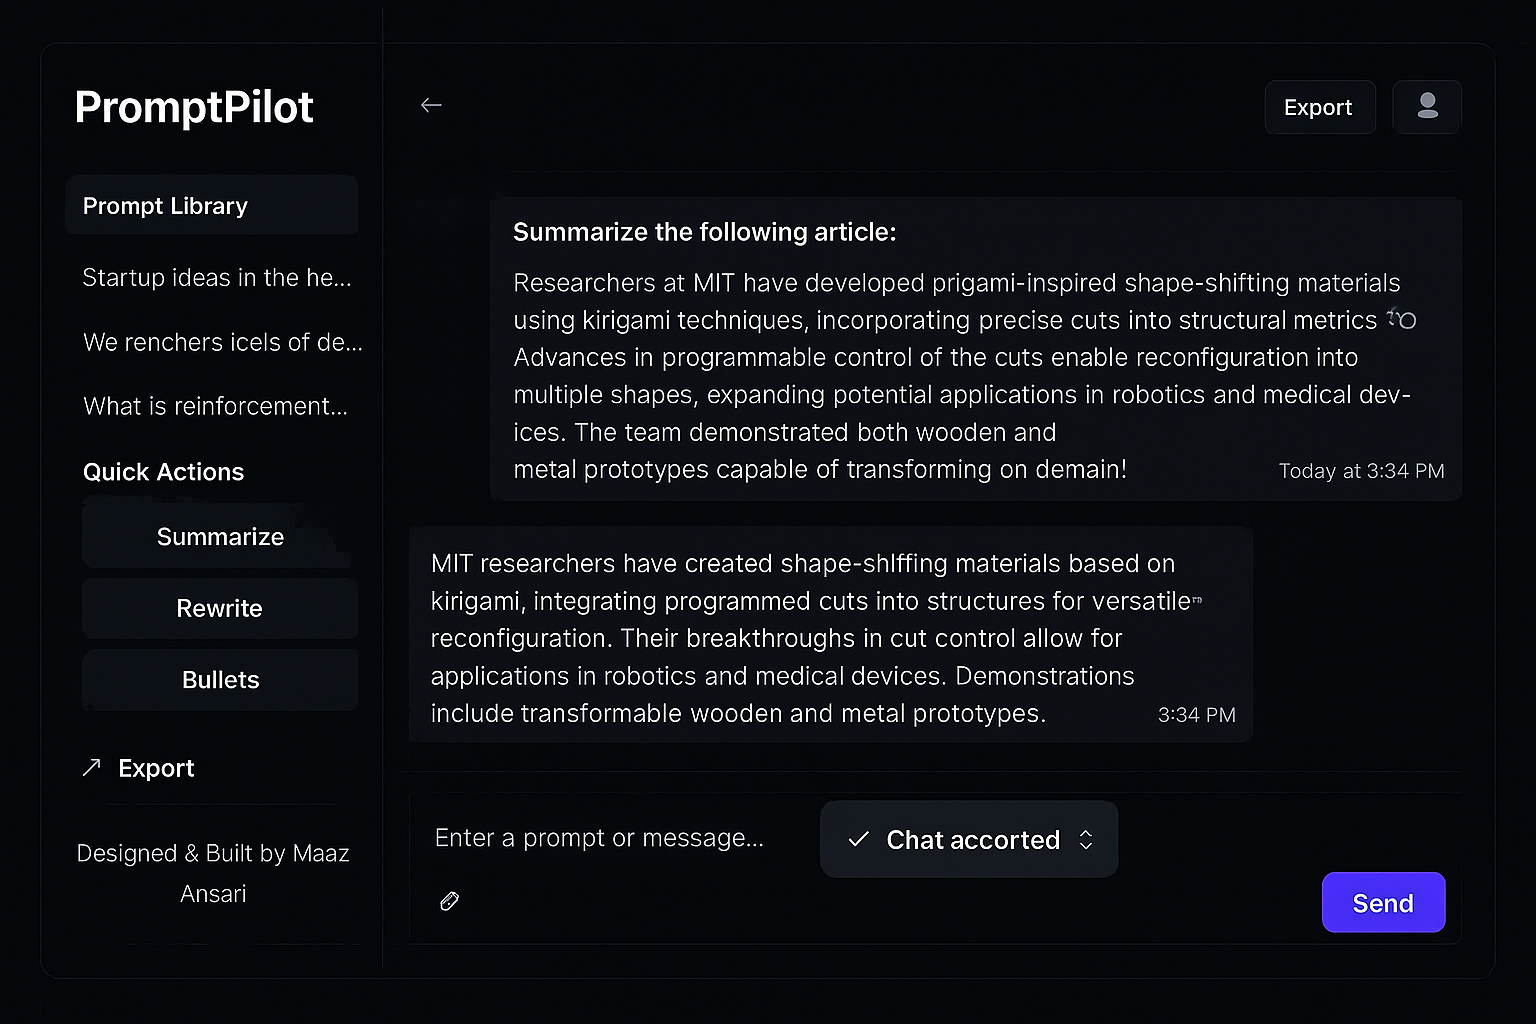 PromptPilot
Prompt Library
Startup ideas in the he...
We renchers icels of de...
What is reinforcement...
Quick Actions
Summarize
Rewrite
Bullets
Export
Designed & Built by Maaz
Ansari
Export
Summarize the following article:
Researchers at MIT have developed prigami-inspired shape-shifting materials
using kirigami techniques, incorporating precise cuts into structural metrics
Advances in programmable control of the cuts enable reconfiguration into
multiple shapes, expanding potential applications in robotics and medical dev-
ices. The team demonstrated both wooden and
metal prototypes capable of transforming on demain!
Today at 3:34 PM
MIT researchers have created shape-shlffing materials based on
kirigami, integrating programmed cuts into structures for versatile
reconfiguration. Their breakthroughs in cut control allow for
applications in robotics and medical devices. Demonstrations
include transformable wooden and metal prototypes.
3:34 PM
Enter a prompt or message...
Chat accorted
Send